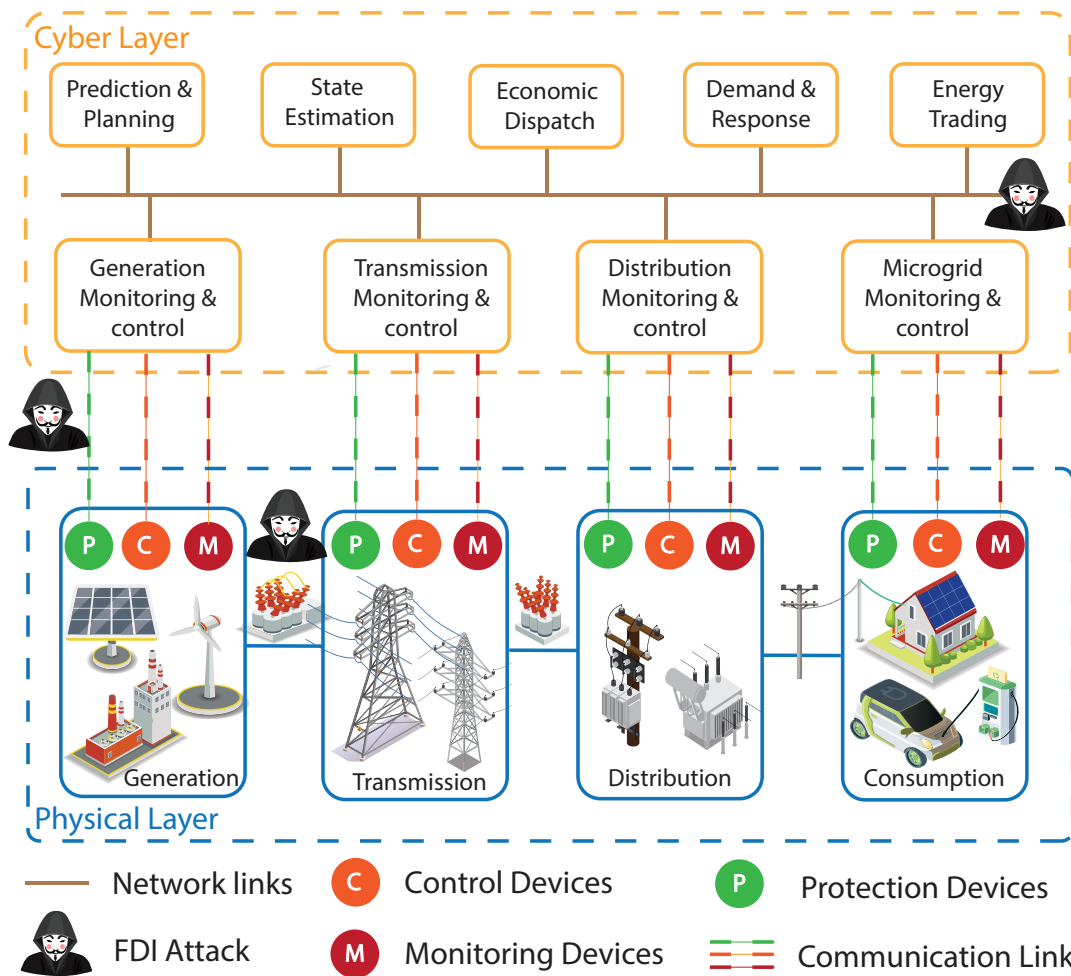 Cyber Layer
Prediction &
Planning
State
Estimation
Economic
Dispatch
Demand &
Response
Energy
Trading
Generation
Monitoring &
control
Transmission
Monitoring &
control
Distribution
Monitoring &
control
Microgrid
Monitoring &
control
P
C
M
P
C
M
P
C
M
P
C
M
Generation
Transmission
Distribution
Consumption
Physical Layer
Network links
C
Control Devices
P
Protection Devices
FDI Attack
M
Monitoring Devices
Communication Link